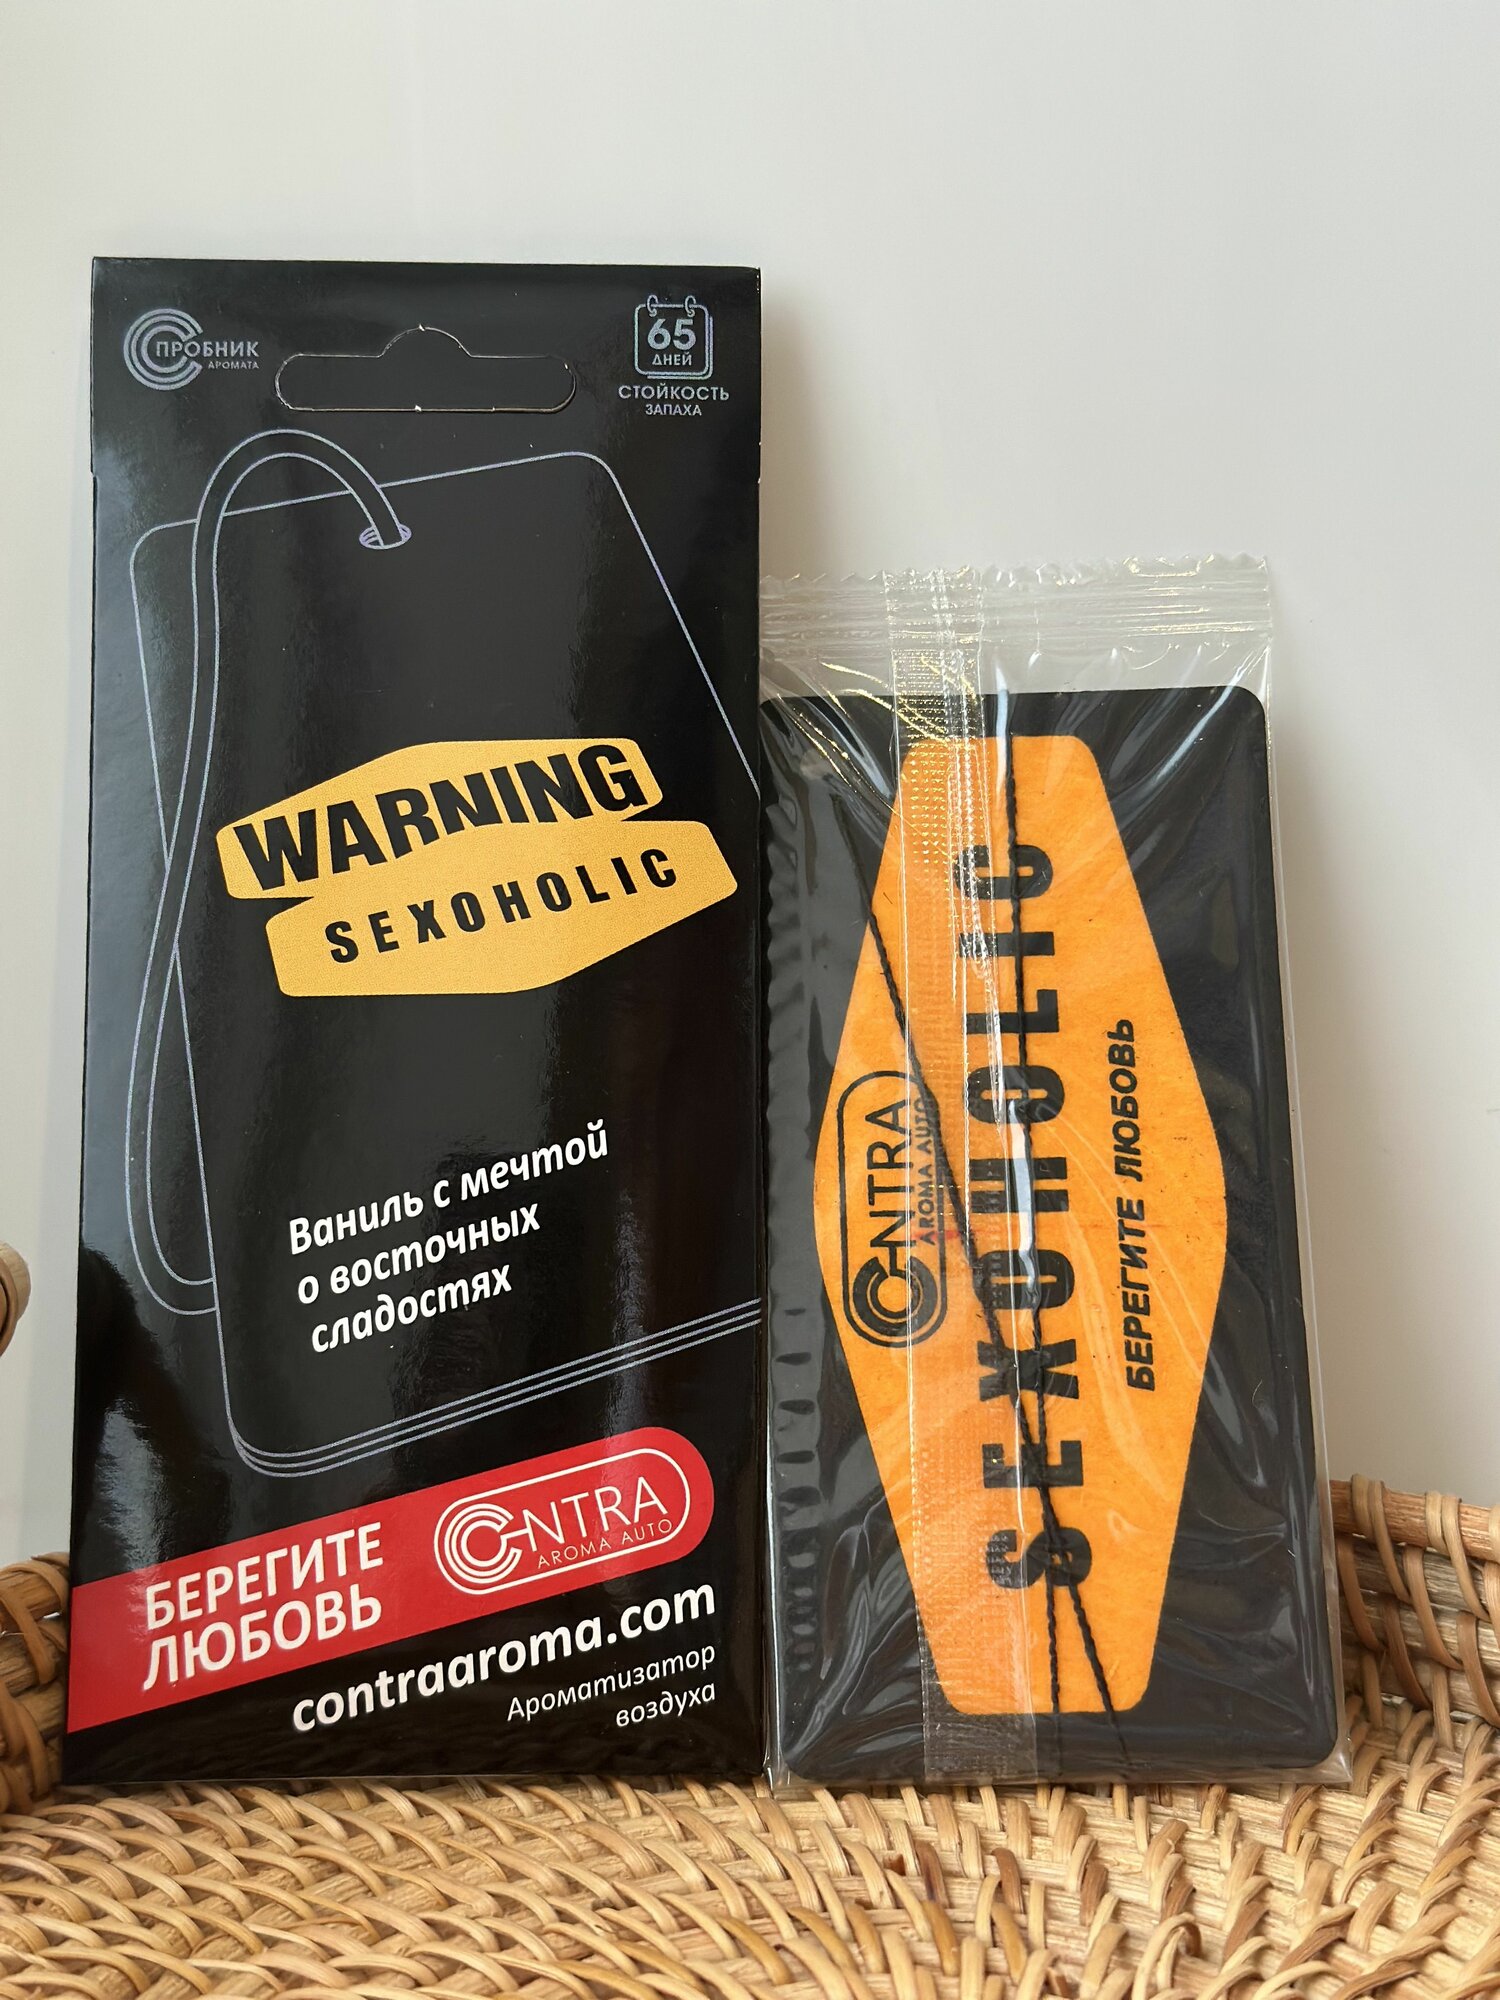 ПРОБНИК
АРОМАТА
65
ДНЕЙ
СТОЙКОСТЬ
ЗАПАХА
WARNING
SEXOHOLIC
Ваниль с мечтой
о восточных
сладостях
БЕРЕГИТЕ
ЛЮБОВЬ
CONTRA
AROMA AUTO
contraaroma.com
Ароматизатор
воздуха
CONTRA
AROMA AUTO
SEXOHOLIC
БЕРЕГИТЕ ЛЮБОВЬ